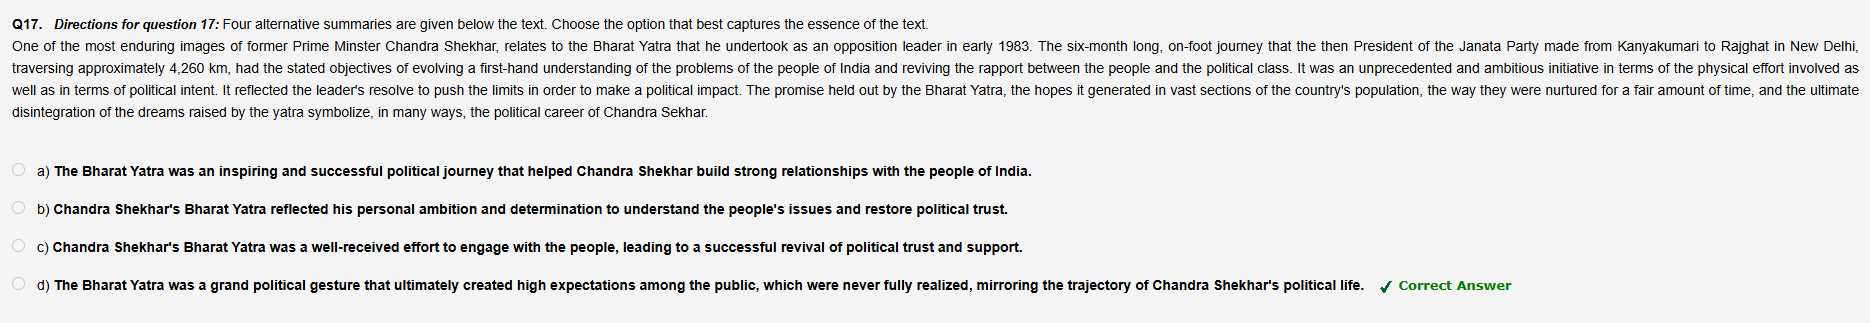 Q17. Directions for question 17: Four alternative summaries are given below the text. Choose the option that best captures the essence of the text.
One of the most enduring images of former Prime Minster Chandra Shekhar, relates to the Bharat Yatra that he undertook as an opposition leader in early 1983. The six-month long, on-foot journey that the then President of the Janata Party made from Kanyakumari to Rajghat in New Delhi,
traversing approximately 4,260 km, had the stated objectives of evolving a first-hand understanding of the problems of the people of India and reviving the rapport between the people and the political class. It was an unprecedented and ambitious initiative in terms of the physical effort involved as
well as in terms of political intent. It reflected the leader's resolve to push the limits in order to make a political impact. The promise held out by the Bharat Yatra, the hopes it generated in vast sections of the country's population, the way they were nurtured for a fair amount of time, and the ultimate
disintegration of the dreams raised by the yatra symbolize, in many ways, the political career of Chandra Sekhar.
a) The Bharat Yatra was an inspiring and successful political journey that helped Chandra Shekhar build strong relationships with the people of India.
b) Chandra Shekhar's Bharat Yatra reflected his personal ambition and determination to understand the people's issues and restore political trust.
c) Chandra Shekhar's Bharat Yatra was a well-received effort to engage with the people, leading to a successful revival of political trust and support.
d) The Bharat Yatra was a grand political gesture that ultimately created high expectations among the public, which were never fully realized, mirroring the trajectory of Chandra Shekhar's political life. ✓ Correct Answer